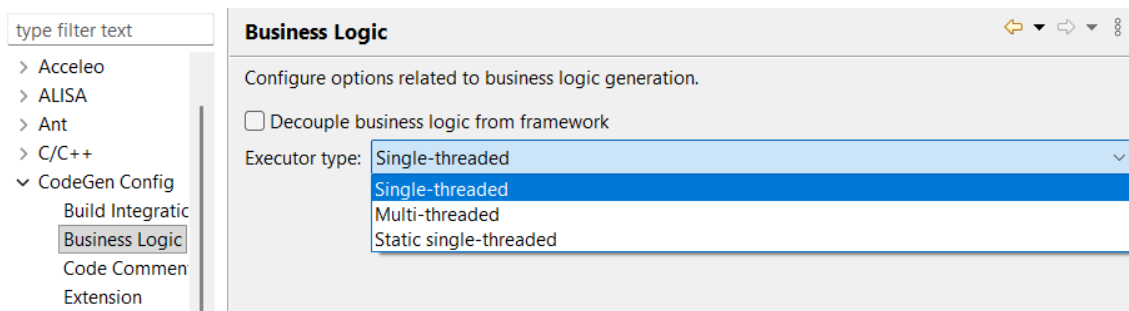 type filter text
Acceleo
ALISA
Ant
C/C++
CodeGen Config
Build Integratic
Business Logic
Code Commen
Extension
Business Logic
Configure options related to business logic generation.
Decouple business logic from framework
Executor type: Single-threaded
Single-threaded
Multi-threaded
Static single-threaded